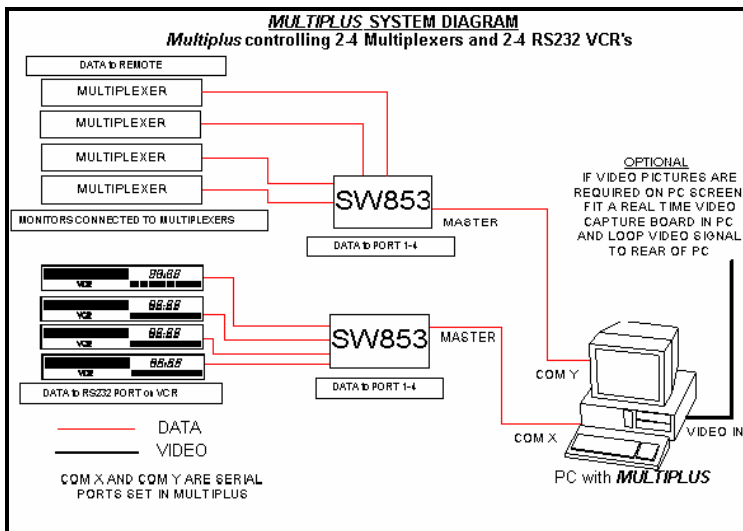 MULTIPLUS SYSTEM DIAGRAM
Multiplus controlling 2-4 Multiplexers and 2-4 RS232 VCR's
DATA to REMOTE
MULTIPLEXER
MULTIPLEXER
MULTIPLEXER
MULTIPLEXER
MONITORS CONNECTED TO MULTIPLEXERS
SW853
MASTER
DATA to PORT 1-4
OPTIONAL
IF VIDEO PICTURES ARE
REQUIRED ON PC SCREEN
FIT A REAL TIME VIDEO
CAPTURE BOARD IN PC
AND LOOP VIDEO SIGNAL
TO REAR OF PC
VCR
VCR
VCR
VCR
DATA to RS232 PORT on VCR
SW853
MASTER
DATA to PORT 1-4
COM Y
COM X
VIDEO IN
PC with MULTIPLUS
DATA
VIDEO
COM X AND COM Y ARE SERIAL
PORTS SET IN MULTIPLUS